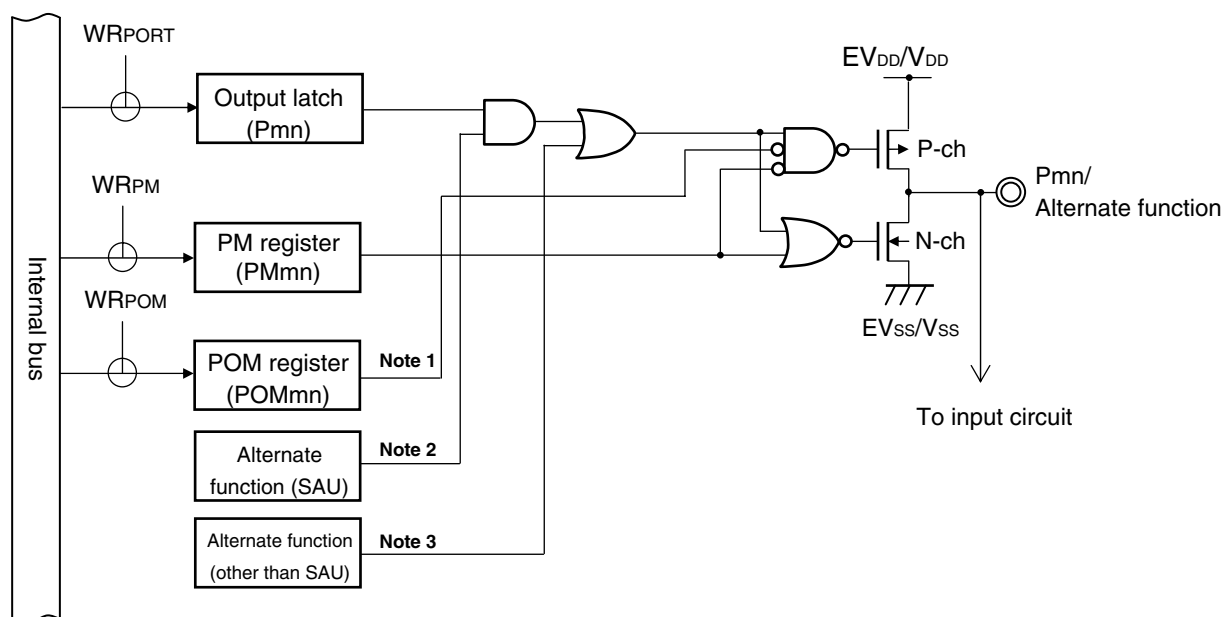 WRPORT
EVDD/VDD
Output latch
(Pmn)
P-ch
WRPM
Pmn/
Alternate function
PM register
(PMmn)
N-ch
Internal bus
WRPOM
EVSS/VSS
POM register
(POMmn)
Note 1
To input circuit
Alternate
function (SAU)
Note 2
Alternate function
(other than SAU)
Note 3